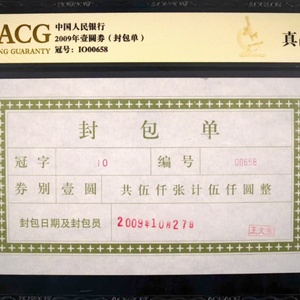 ACG
NG GUARANTY
中国人民银行
2009年壹圆券（封包单）
冠号：IO00658
真
封包单
冠字 IO 编号 00658
券别 壹圆 共伍仟张计伍仟圆整
封包日期及封包员 2009年10月27日